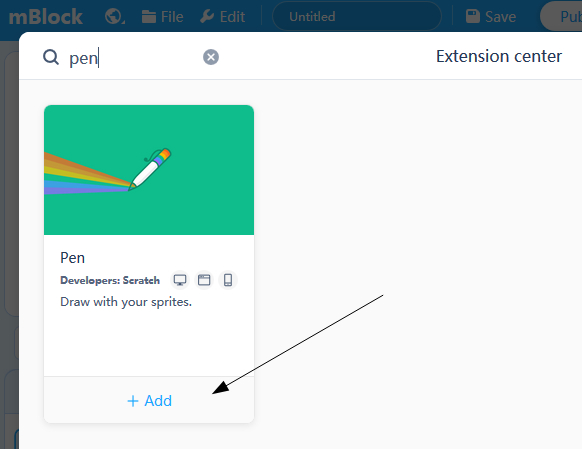 mBlock File Edit Untitled Save Pub
pen Extension center
Pen
Developers: Scratch
Draw with your sprites.
+ Add